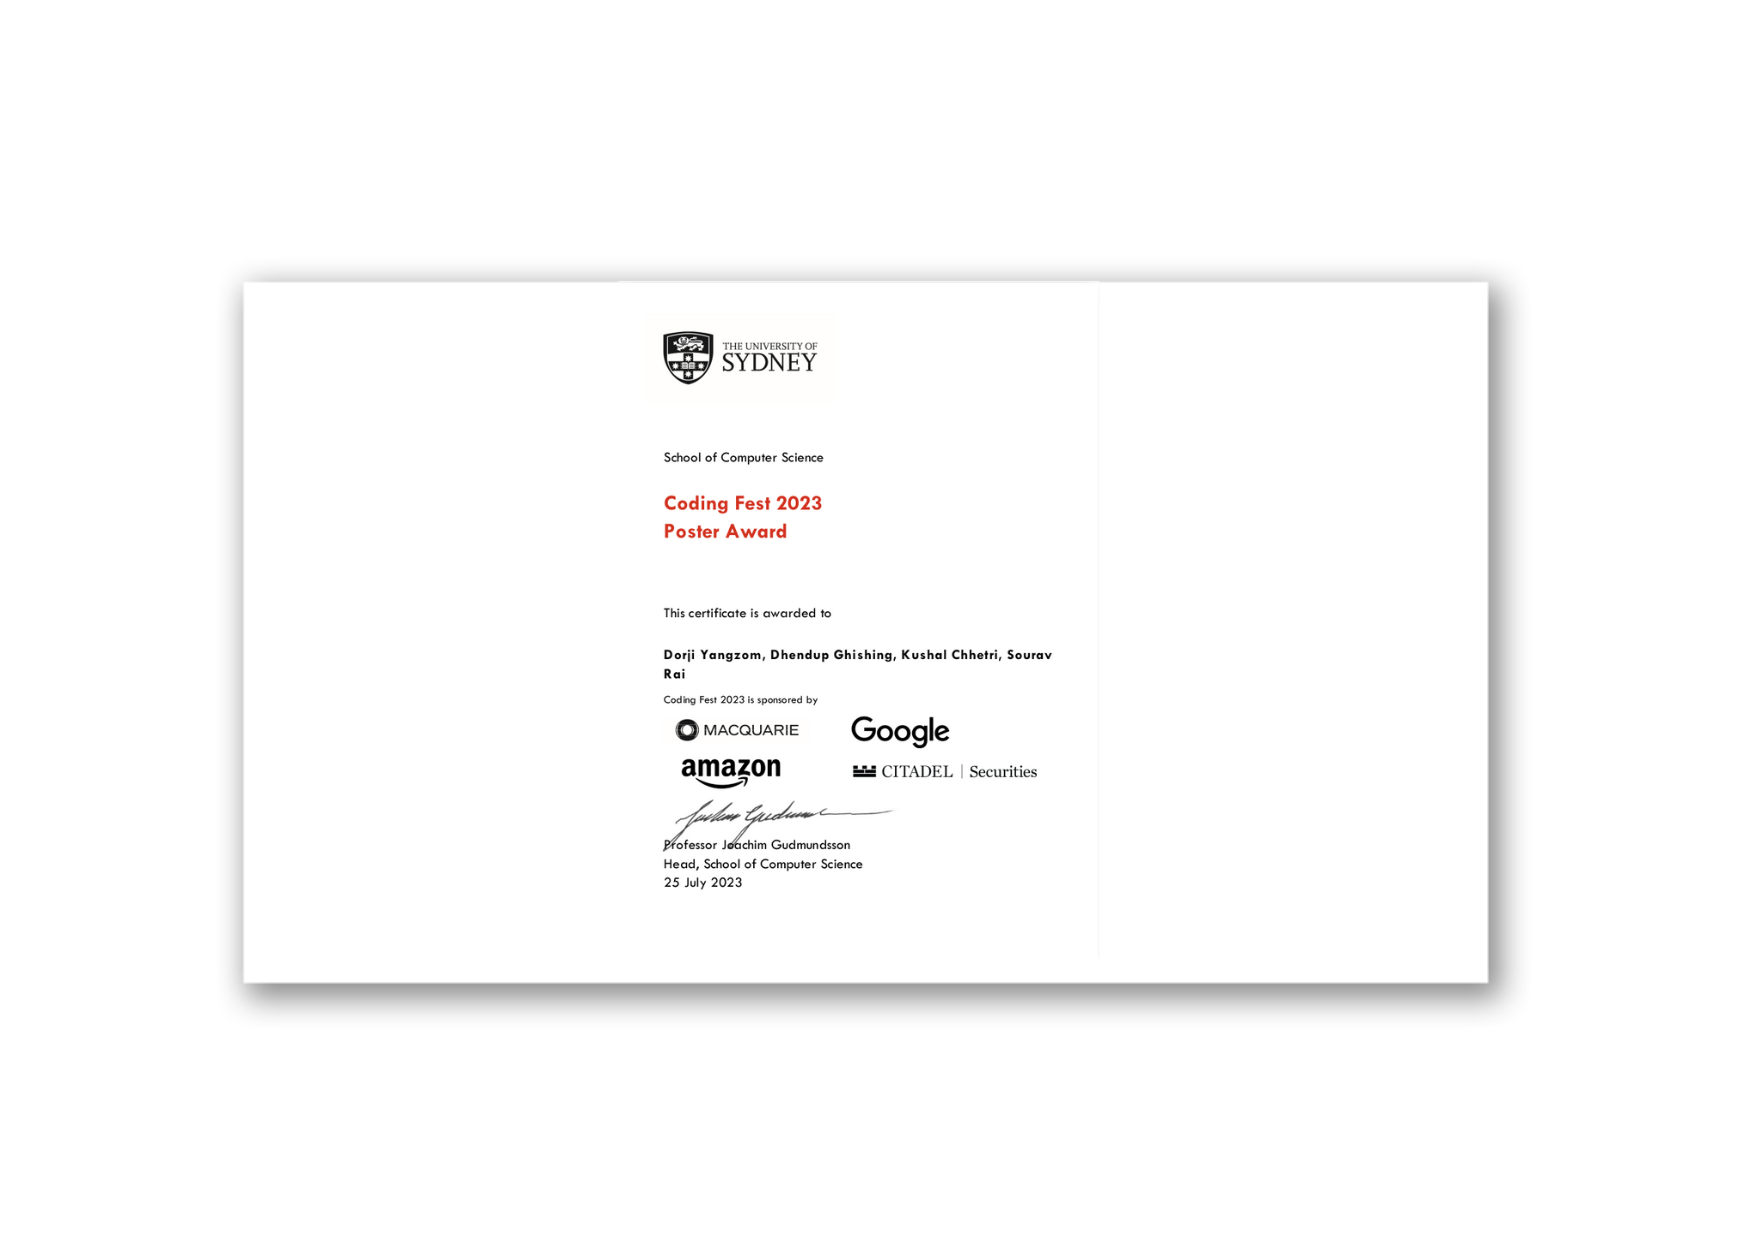 THE UNIVERSITY OF
SYDNEY
School of Computer Science
Coding Fest 2023
Poster Award
This certificate is awarded to
Dorji Yangzom, Dhendup Ghishing, Kushal Chhetri, Sourav
Rai
Coding Fest 2023 is sponsored by
MACQUARIE
Google
amazon
CITADEL | Securities
Professor Joachim Gudmundsson
Head, School of Computer Science
25 July 2023